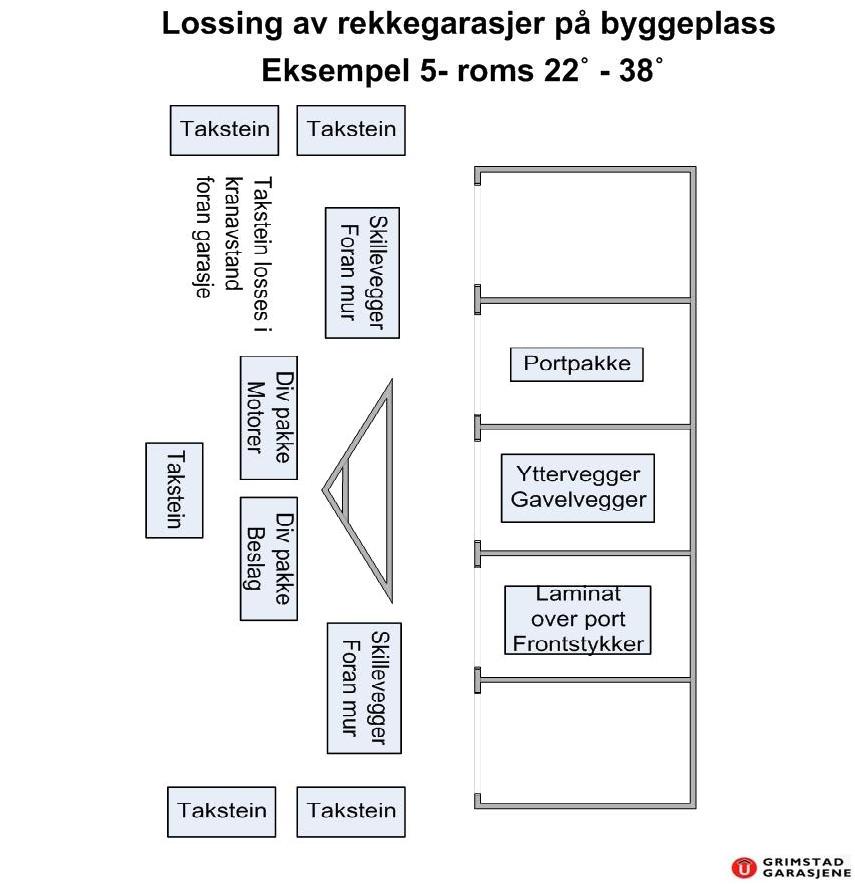 Lossing av rekkegarasjer på byggeplass
Eksempel 5- roms 22˚ - 38˚
Takstein
Takstein
Takstein losses i
kranavstand
foran garasje
Skillevegger
Foran mur
Portpakke
Div pakke
Motorer
Takstein
Yttervegger
Gavelvegger
Div pakke
Beslag
Laminat
over port
Frontstykker
Skillevegger
Foran mur
Takstein
Takstein
GRIMSTAD
GARASJENE